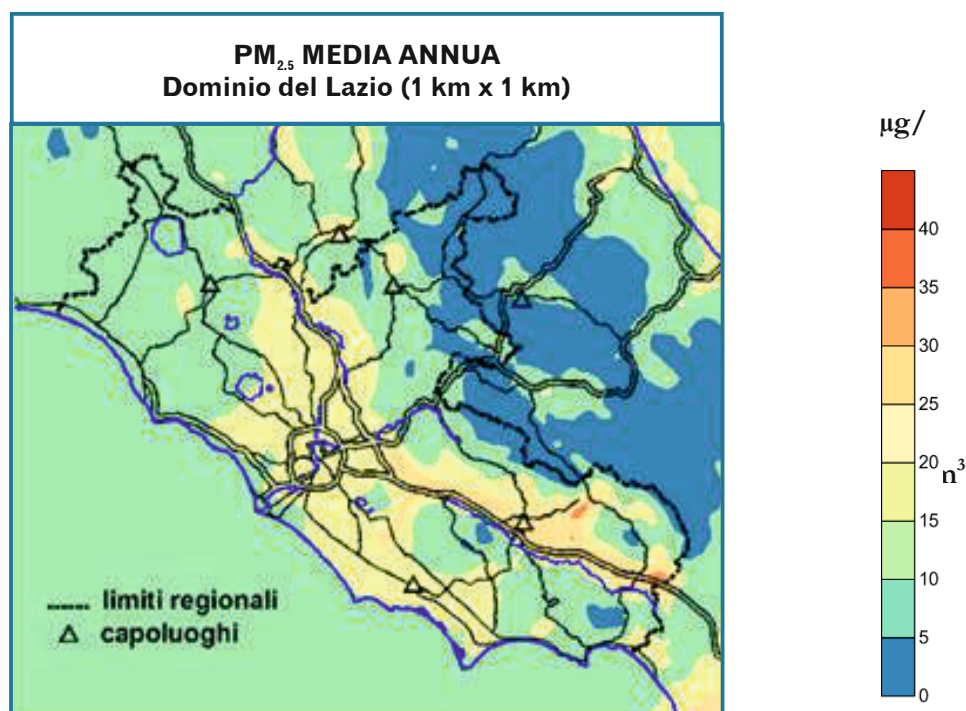 PM2.5 MEDIA ANNUA
Dominio del Lazio (1 km x 1 km)
µg/
40
35
30
25
20
n³
15
10
5
0
limiti regionali
capoluoghi